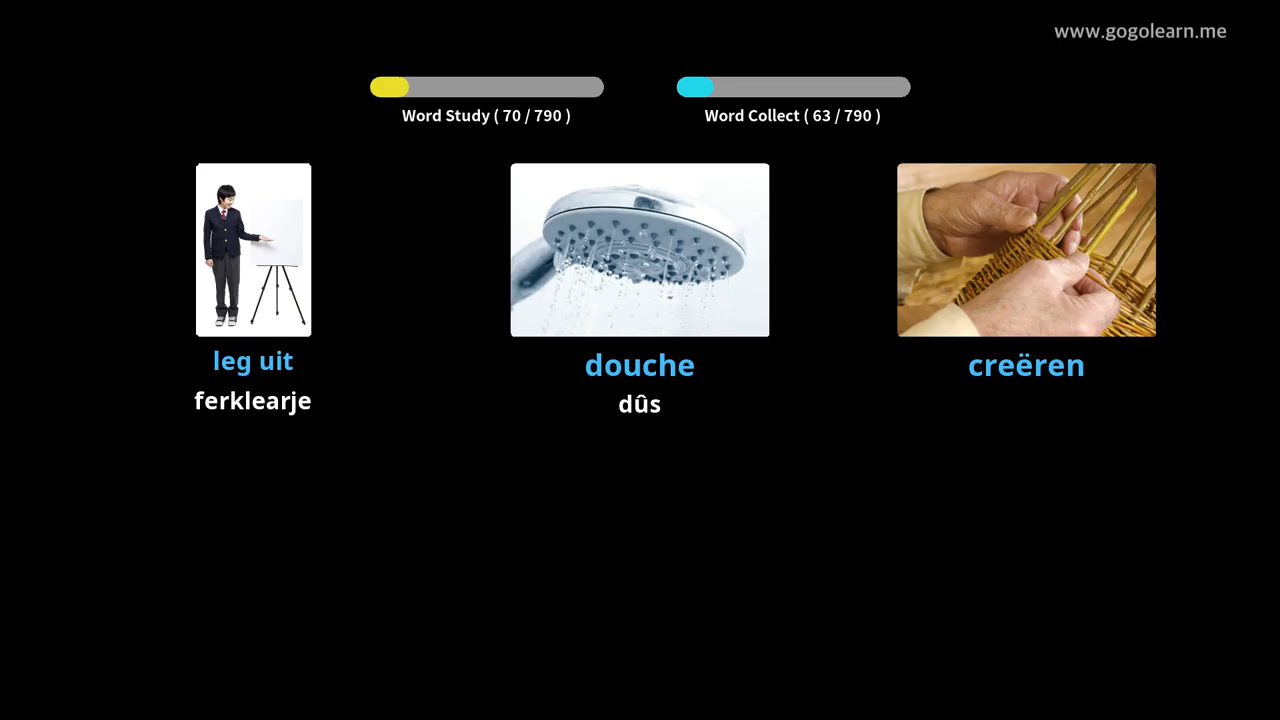 www.gogolearn.me
Word Study ( 70 / 790 )
Word Collect ( 63 / 790 )
leg uit
ferklearje
douche
dûs
creëren